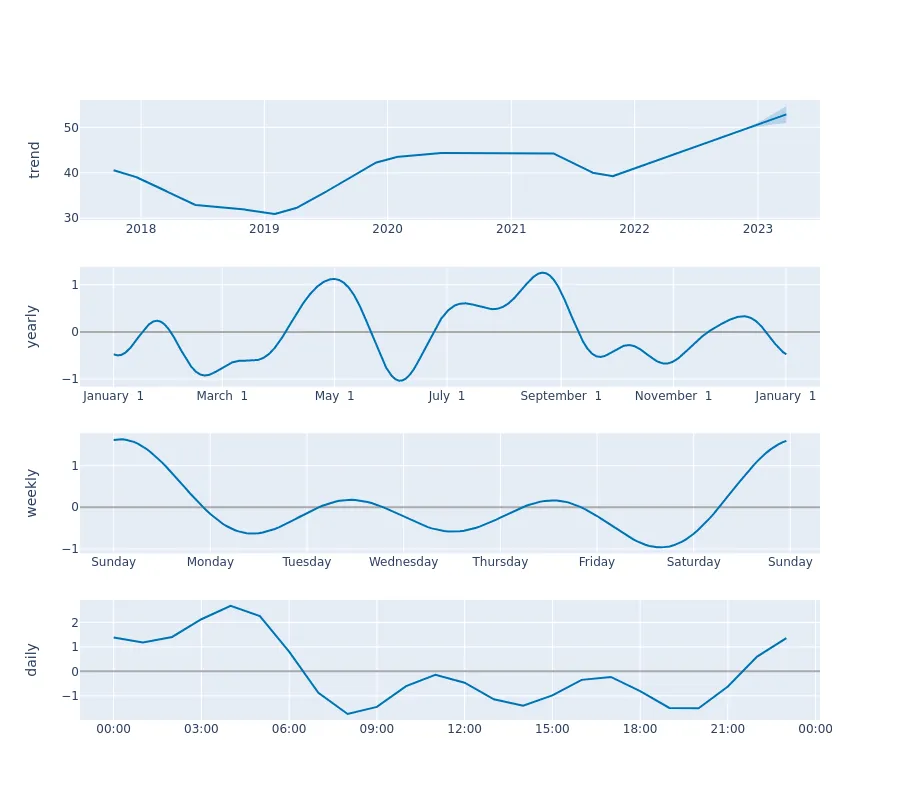 trend
50
40
30
2018 2019 2020 2021 2022 2023
yearly
1
0
−1
January 1 March 1 May 1 July 1 September 1 November 1 January 1
weekly
1
0
−1
Sunday Monday Tuesday Wednesday Thursday Friday Saturday Sunday
daily
2
1
0
−1
00:00 03:00 06:00 09:00 12:00 15:00 18:00 21:00 00:00